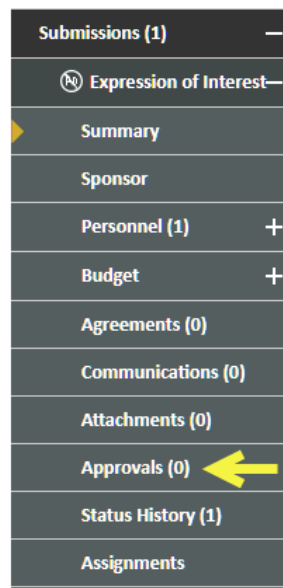 Submissions (1)
Expression of Interest
Summary
Sponsor
Personnel (1)
Budget
Agreements (0)
Communications (0)
Attachments (0)
Approvals (0)
Status History (1)
Assignments